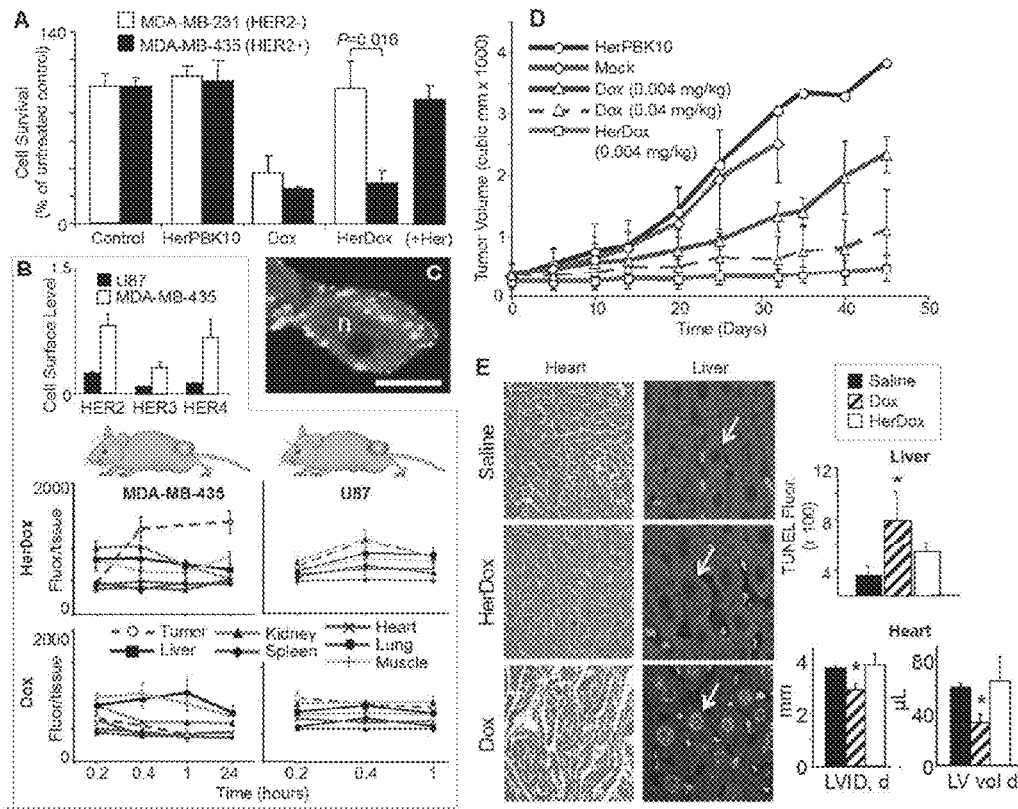 A
MDA-MB-231 (HER2-)
MDA-MB-435 (HER2+)
P=0.016
140
0
Cell Survival
(% of untreated control)
Control HerPBK10 Dox HerDox (+Her)
B
1.5
0
Cell Surface Level
U87
MDA-MB-435
HER2 HER3 HER4
C
n
MDA-MB-435
U87
HerDox
Fluor/tissue
2000
0
Tumor
Liver
Kidney
Spleen
Heart
Lung
Muscle
Dox
Fluor/tissue
2000
0
0.2 0.4 1 24
0.2 0.4 1
Time (hours)
D
HerPBK10
Mock
Dox (0.004 mg/kg)
Dox (0.04 mg/kg)
HerDox
(0.004 mg/kg)
Tumor Volume (cubic mm x 1000)
4
3
2
1
0
0 10 20 30 40 50
Time (Days)
E
Heart
Liver
Saline
HerDox
Dox
Saline
Dox
HerDox
Liver
TUNEL Fluor.
(x 100)
12
8
4
*
Heart
mm
4
2
0
*
LVID, d
µL
80
40
0
*
LV vol d